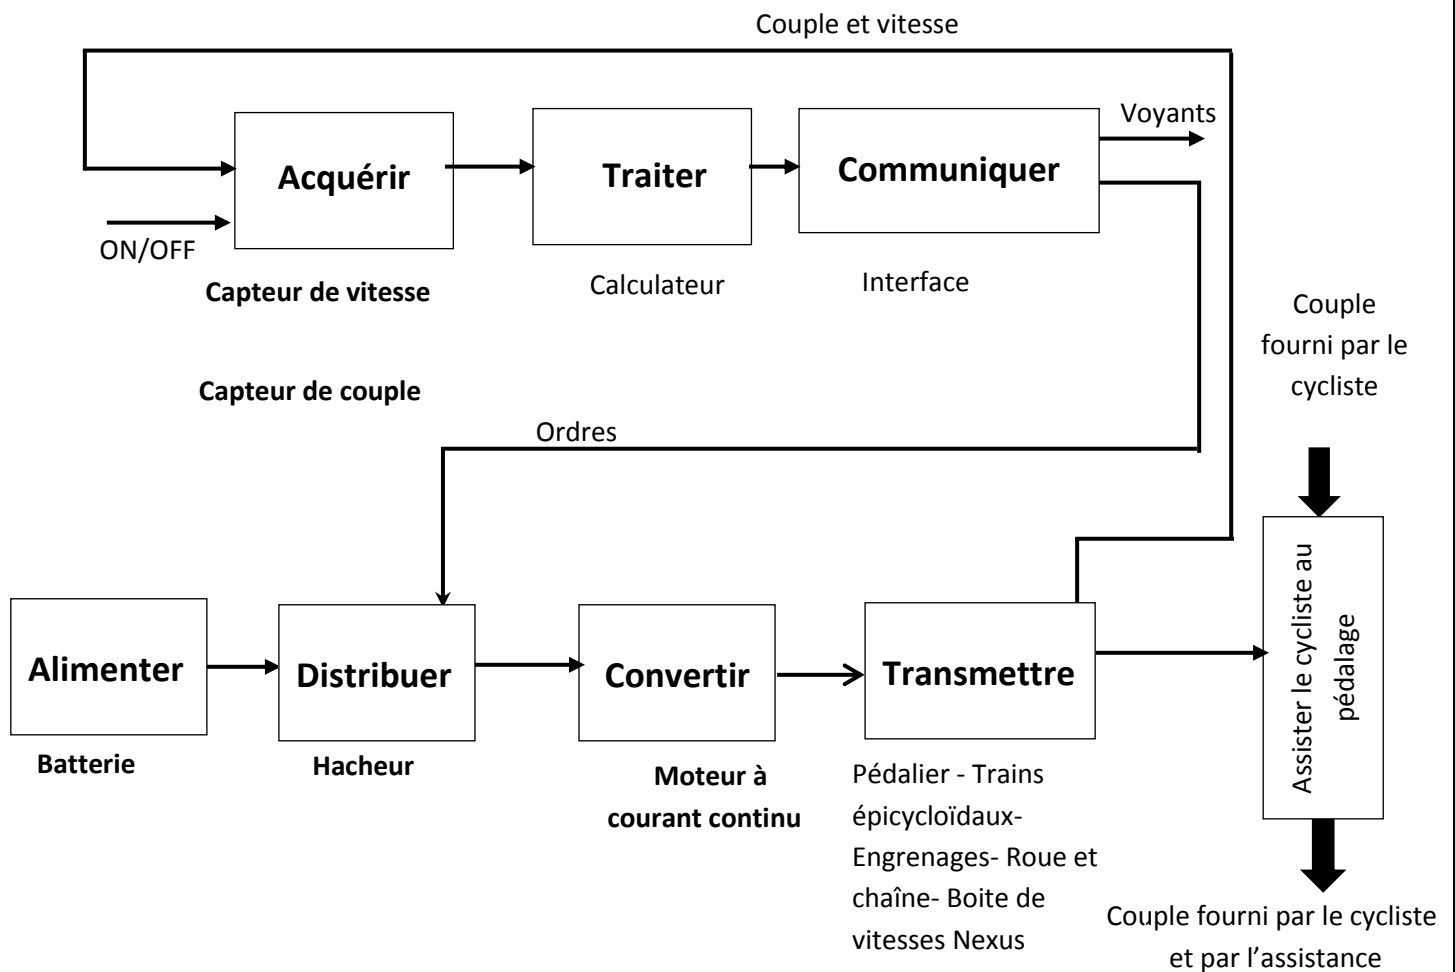 Couple et vitesse
Acquérir
Traiter
Communiquer
Voyants
ON/OFF
Capteur de vitesse
Calculateur
Interface
Capteur de couple
Couple
fourni par le
cycliste
Ordres
Alimenter
Distribuer
Convertir
Transmettre
Assister le cycliste au
pédalage
Batterie
Hacheur
Moteur à
courant continu
Pédalier - Trains
épicycloïdaux-
Engrenages- Roue et
chaîne- Boite de
vitesses Nexus
Couple fourni par le cycliste
et par l’assistance